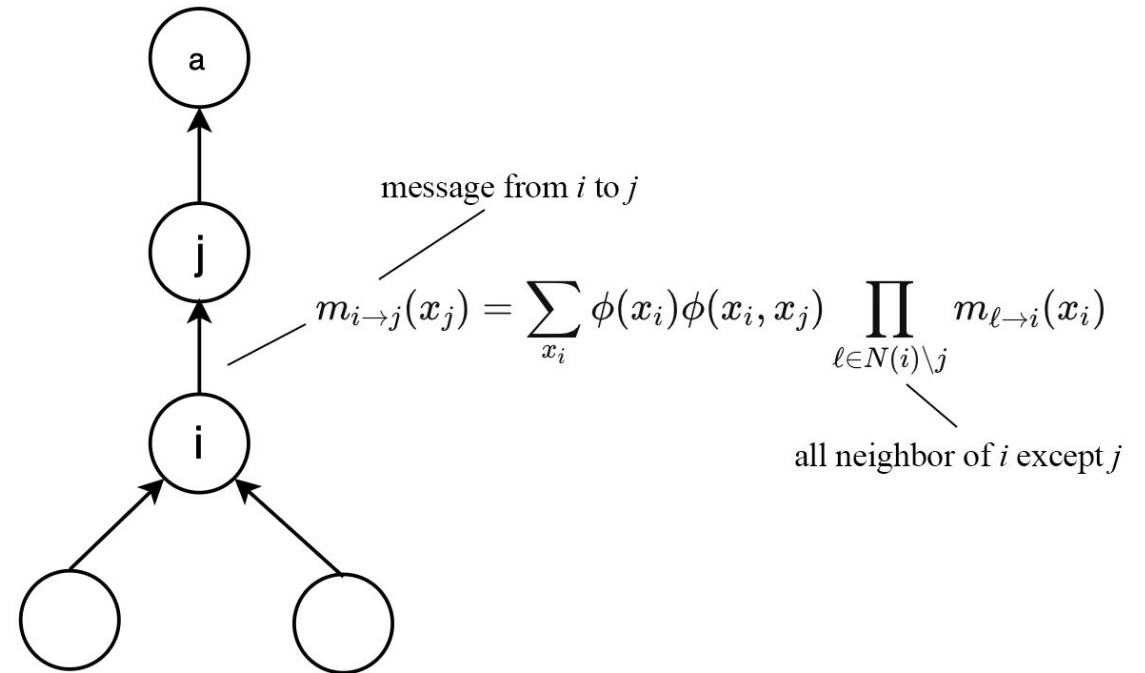 a
message from i to j
j
m_{i→j}(x_j) = ∑_{x_i} ϕ(x_i)ϕ(x_i, x_j) ∏_{ℓ∈N(i)\j} m_{ℓ→i}(x_i)
i
all neighbor of i except j